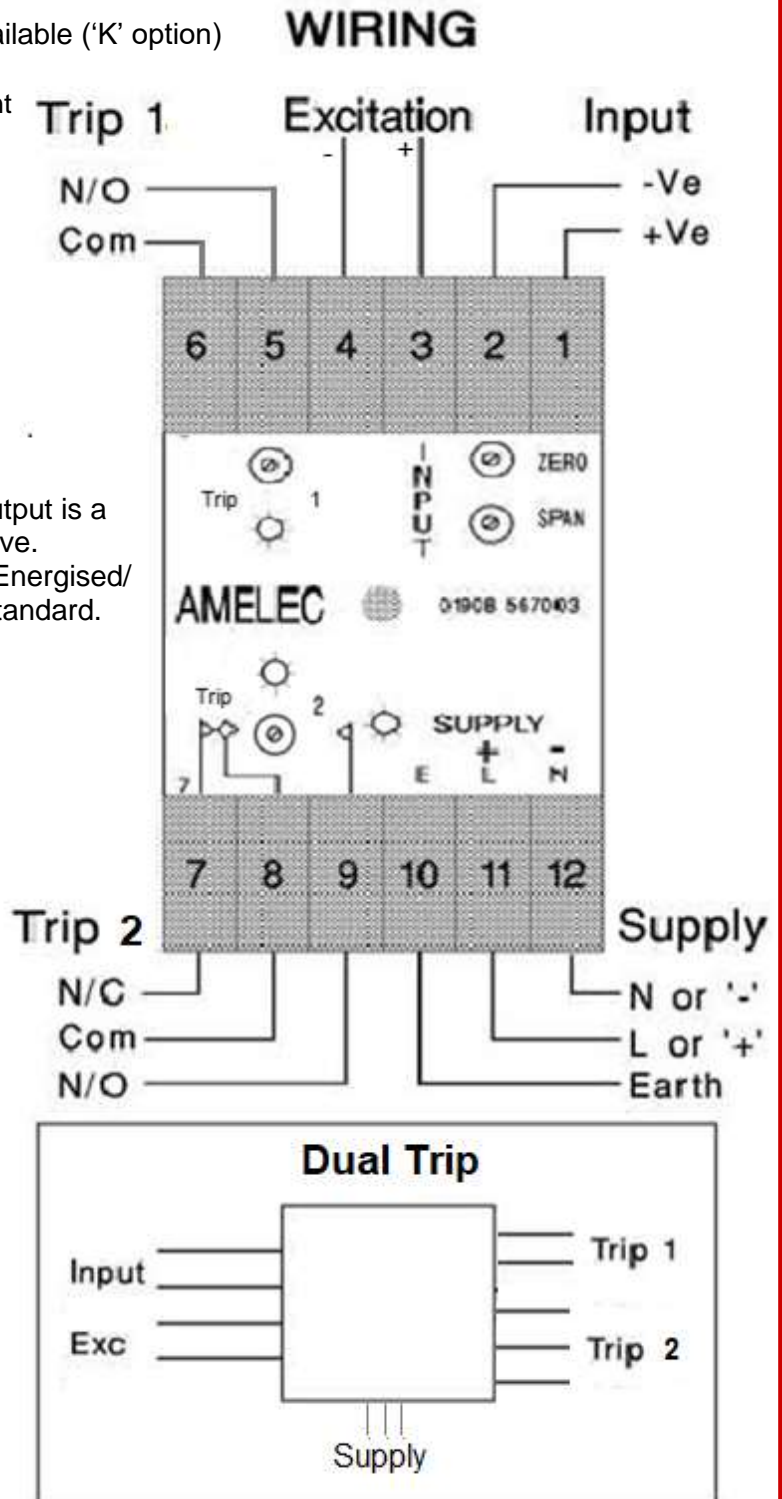 ailable (‘K’ option)
WIRING
nt
Trip 1
Excitation
Input
- +
N/O
-Ve
Com
+Ve
6 5 4 3 2 1
Trip 1
INPUT
ZERO
SPAN
utput is a
ve.
Energised/
tandard.
AMELEC
01908 567003
Trip 2
SUPPLY
+ -
E L N
7
7 8 9 10 11 12
Trip 2
Supply
N/C
N or '-'
Com
L or '+'
N/O
Earth
Dual Trip
Input
Trip 1
Exc
Trip 2
Supply